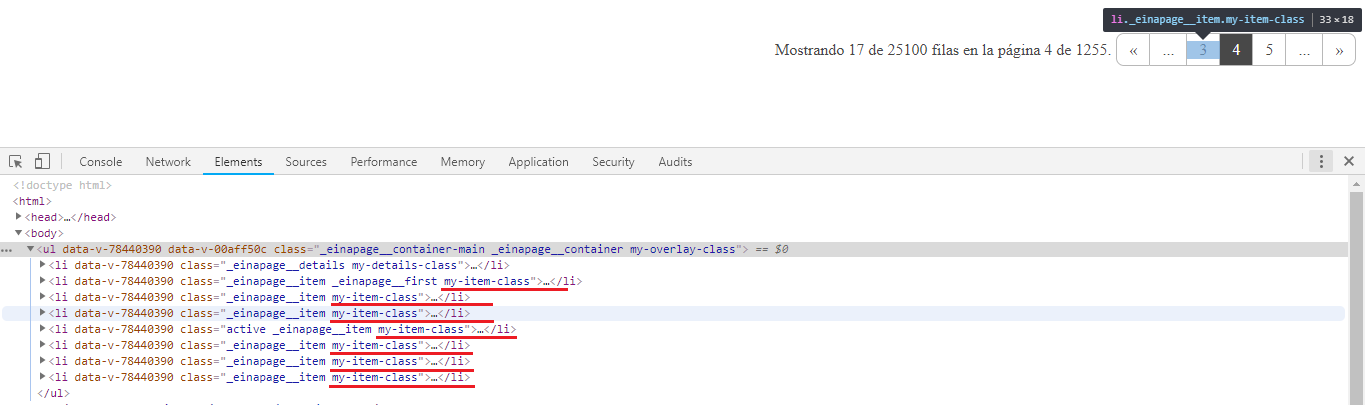 li._einapage__item.my-item-class 33 × 18
Mostrando 17 de 25100 filas en la página 4 de 1255. « ... 3 4 5 ... »
Console Network Elements Sources Performance Memory Application Security Audits
<!doctype html>
<html>
<head>…</head>
<body>
… <ul data-v-78440390 data-v-00aff50c class="_einapage__container-main _einapage__container my-overlay-class"> == $0
<li data-v-78440390 class="_einapage__details my-details-class">…</li>
<li data-v-78440390 class="_einapage__item _einapage__first my-item-class">…</li>
<li data-v-78440390 class="_einapage__item my-item-class">…</li>
<li data-v-78440390 class="_einapage__item my-item-class">…</li>
<li data-v-78440390 class="active _einapage__item my-item-class">…</li>
<li data-v-78440390 class="_einapage__item my-item-class">…</li>
<li data-v-78440390 class="_einapage__item my-item-class">…</li>
<li data-v-78440390 class="_einapage__item my-item-class">…</li>
</ul>